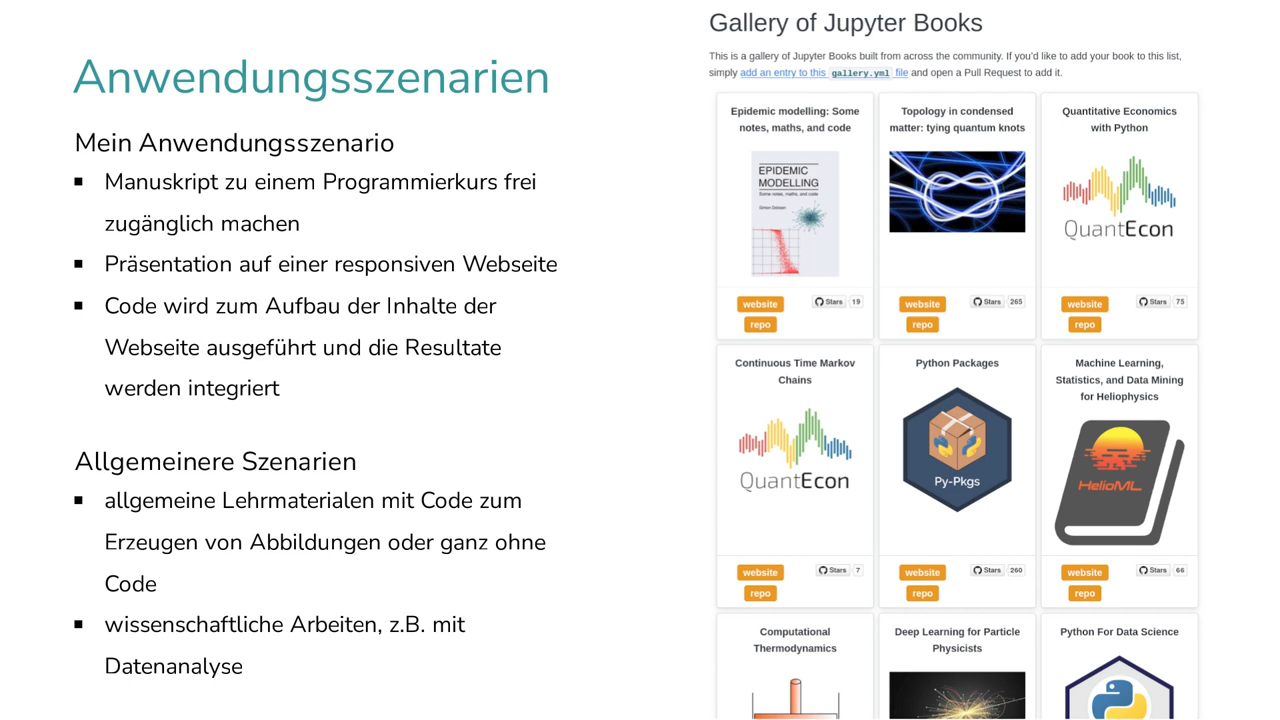 Anwendungsszenarien
Mein Anwendungsszenario
▪ Manuskript zu einem Programmierkurs frei
zugänglich machen
▪ Präsentation auf einer responsiven Webseite
▪ Code wird zum Aufbau der Inhalte der
Webseite ausgeführt und die Resultate
werden integriert
Allgemeinere Szenarien
▪ allgemeine Lehrmaterialen mit Code zum
Erzeugen von Abbildungen oder ganz ohne
Code
▪ wissenschaftliche Arbeiten, z.B. mit
Datenanalyse
Gallery of Jupyter Books
This is a gallery of Jupyter Books built from across the community. If you'd like to add your book to this list,
simply add an entry to this gallery.yml file and open a Pull Request to add it.
Epidemic modelling: Some
notes, maths, and code
EPIDEMIC
MODELLING
Some notes, maths, and code
Simon Dobson
website
Stars 19
repo
Topology in condensed
matter: tying quantum knots
website
Stars 265
repo
Quantitative Economics
with Python
QuantEcon
website
Stars 75
repo
Continuous Time Markov
Chains
QuantEcon
website
Stars 7
repo
Python Packages
Py-Pkgs
website
Stars 260
repo
Machine Learning,
Statistics, and Data Mining
for Heliophysics
HelioML
website
Stars 66
repo
Computational
Thermodynamics
Deep Learning for Particle
Physicists
Python For Data Science